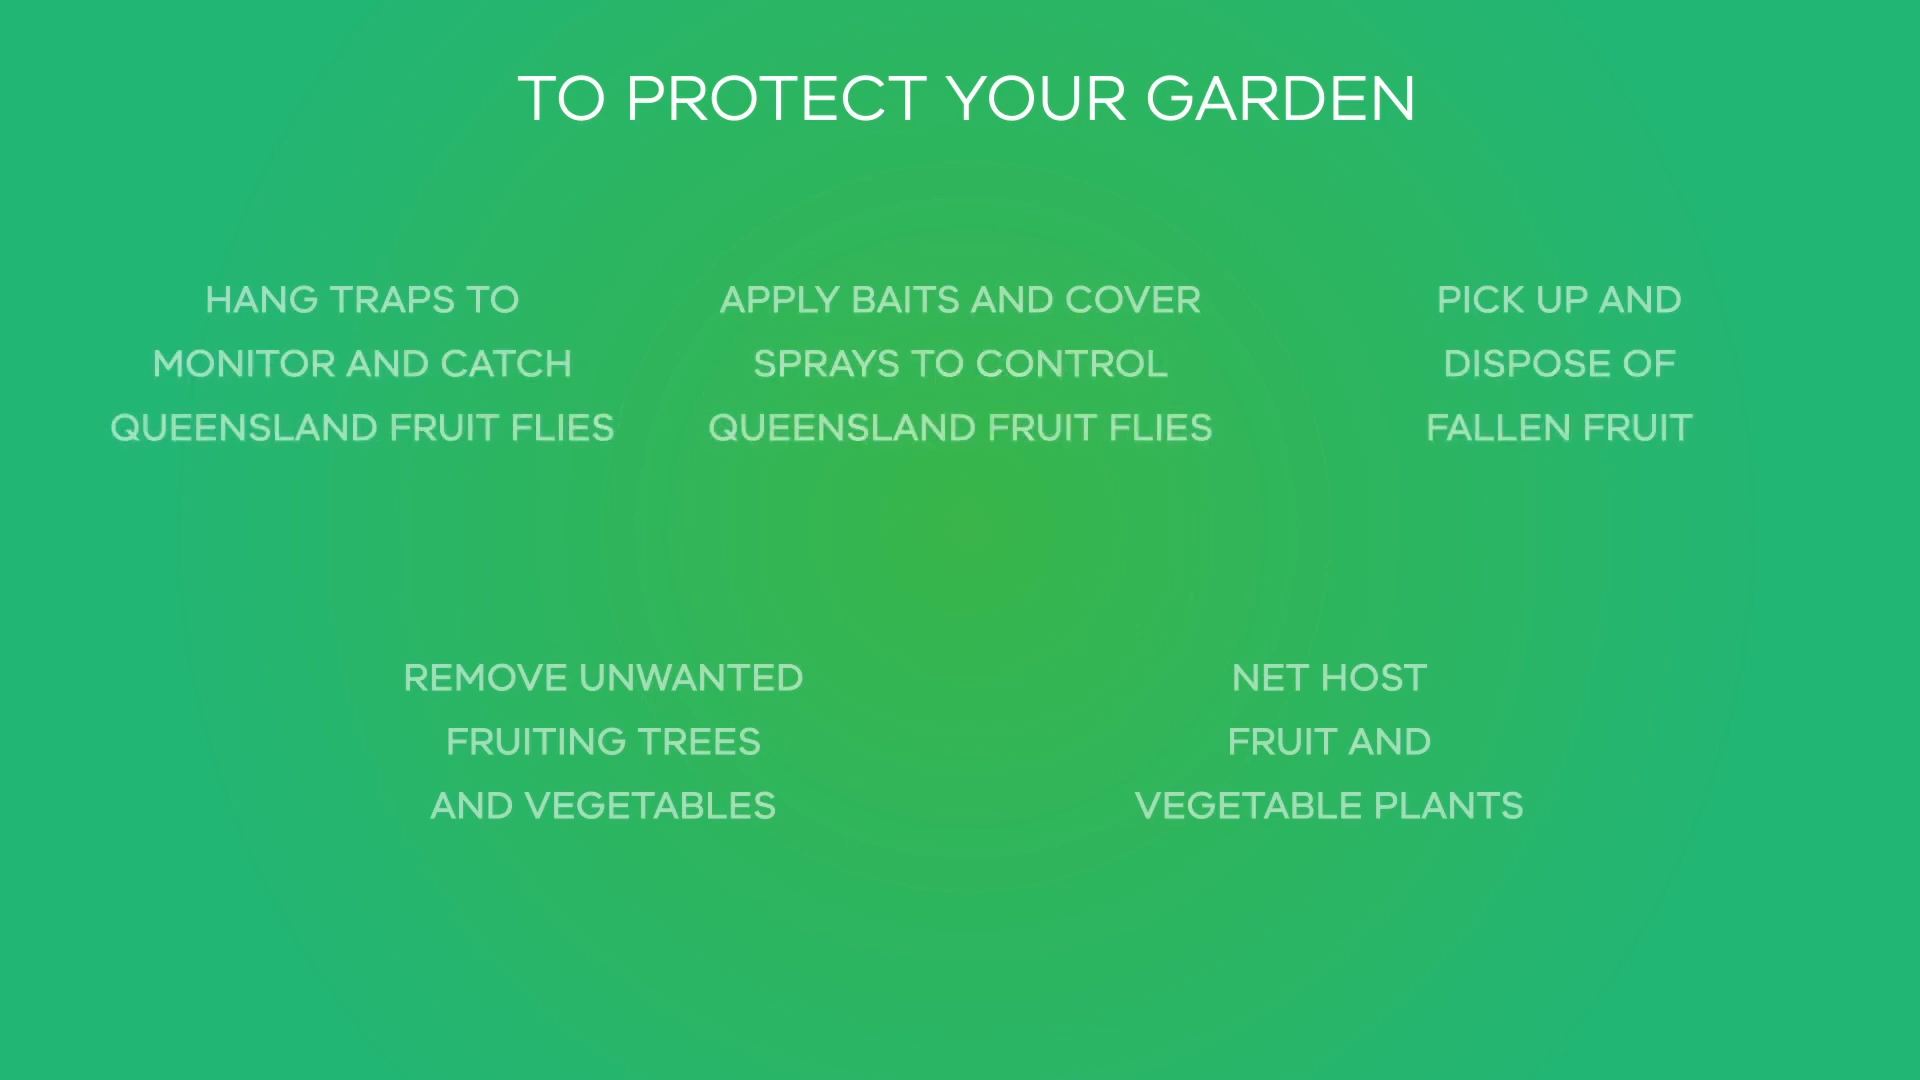 TO PROTECT YOUR GARDEN
HANG TRAPS TO
MONITOR AND CATCH
QUEENSLAND FRUIT FLIES
APPLY BAITS AND COVER
SPRAYS TO CONTROL
QUEENSLAND FRUIT FLIES
PICK UP AND
DISPOSE OF
FALLEN FRUIT
REMOVE UNWANTED
FRUITING TREES
AND VEGETABLES
NET HOST
FRUIT AND
VEGETABLE PLANTS